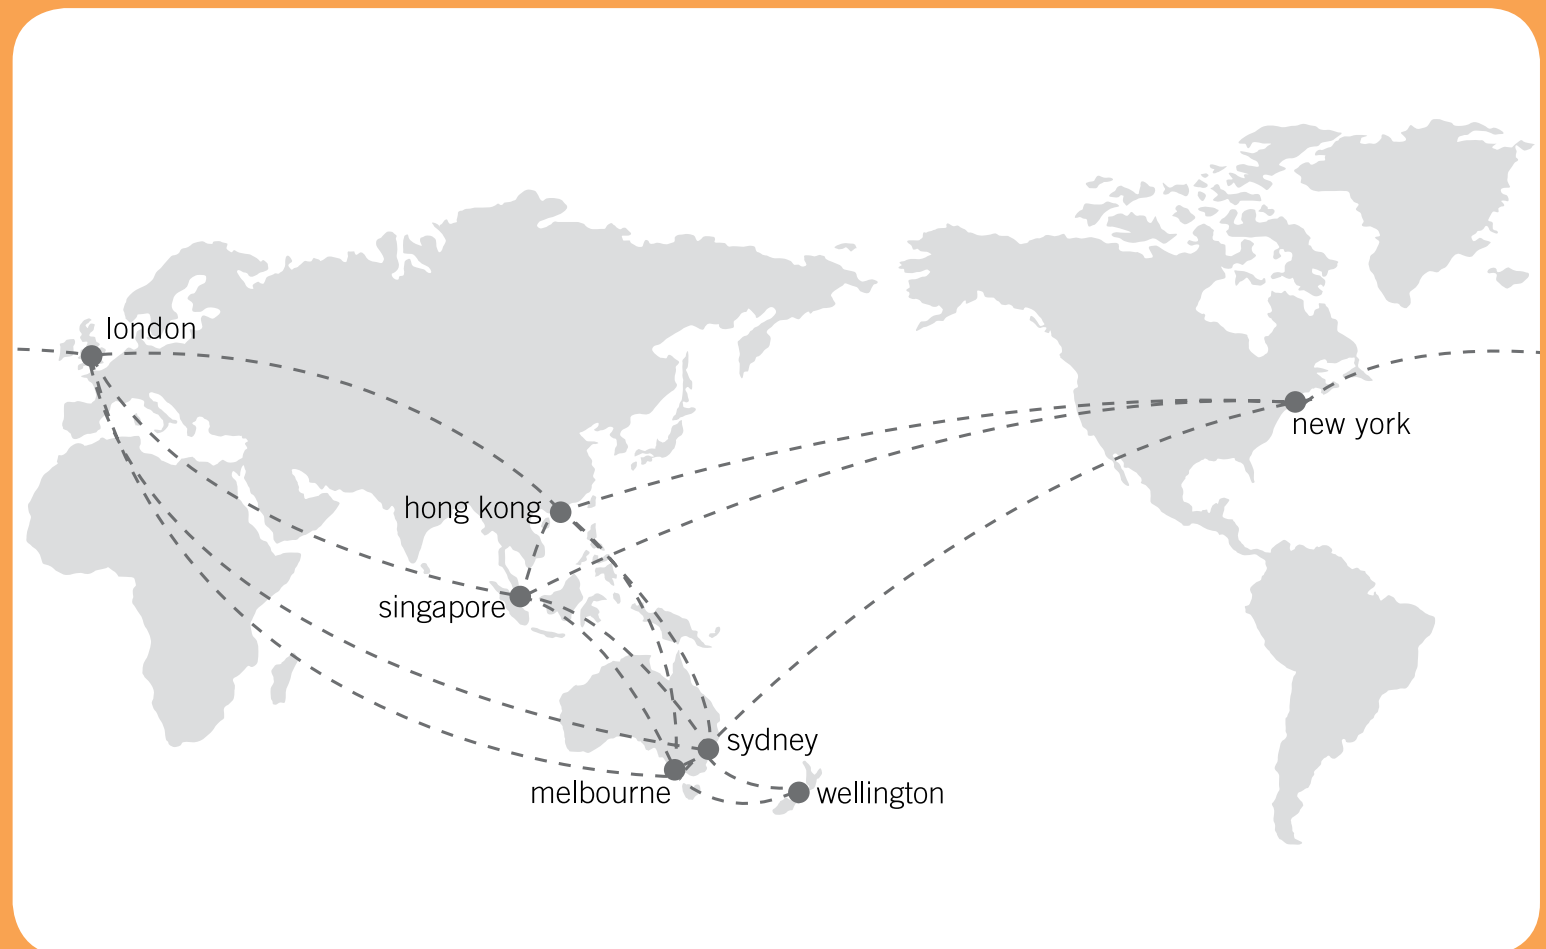 london
new york
hong kong
singapore
sydney
melbourne
wellington